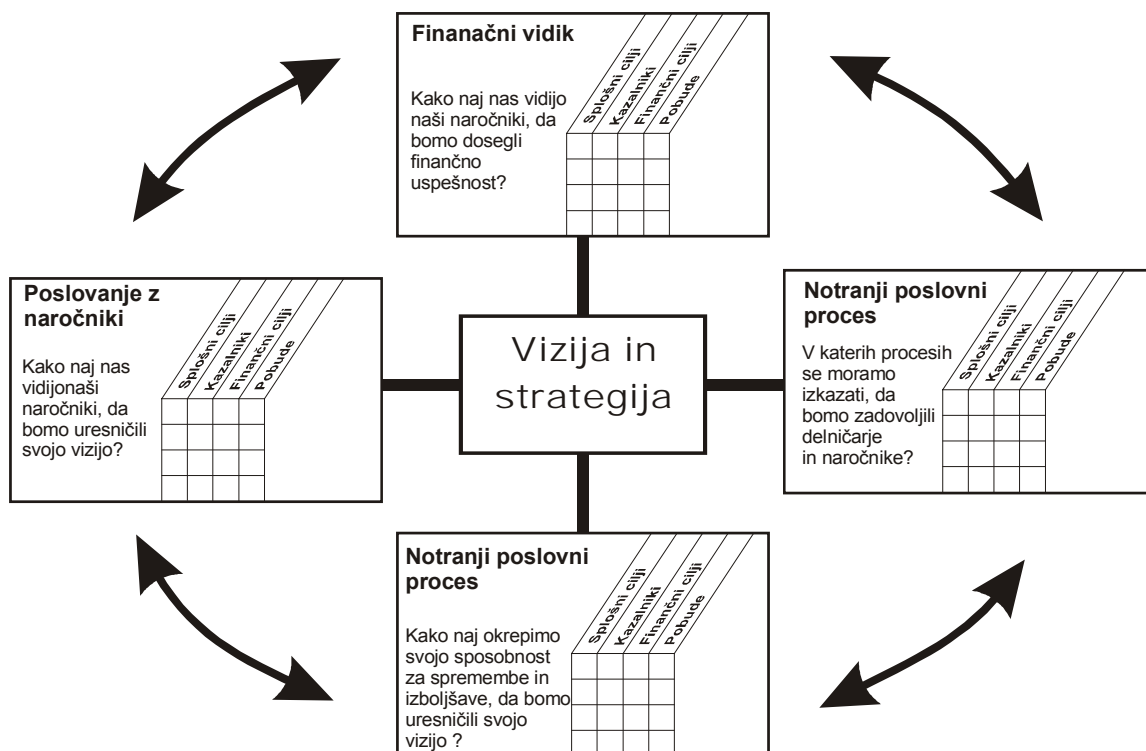 Finanačni vidik
Kako naj nas vidijo
naši naročniki, da
bomo dosegli
finančno
uspešnost?
Splošni cilji
Kazalniki
Finančni cilji
Pobude
Poslovanje z
naročniki
Kako naj nas
vidijonaši
naročniki, da
bomo uresničili
svojo vizijo?
Splošni cilji
Kazalniki
Finančni cilji
Pobude
Vizija in
strategija
Notranji poslovni
proces
V katerih procesih
se moramo
izkazati, da
bomo zadovoljili
delničarje
in naročnike?
Splošni cilji
Kazalniki
Finančni cilji
Pobude
Notranji poslovni
proces
Kako naj okrepimo
svojo sposobnost
za spremembe in
izboljšave, da bomo
uresničili svojo
vizijo ?
Splošni cilji
Kazalniki
Finančni cilji
Pobude